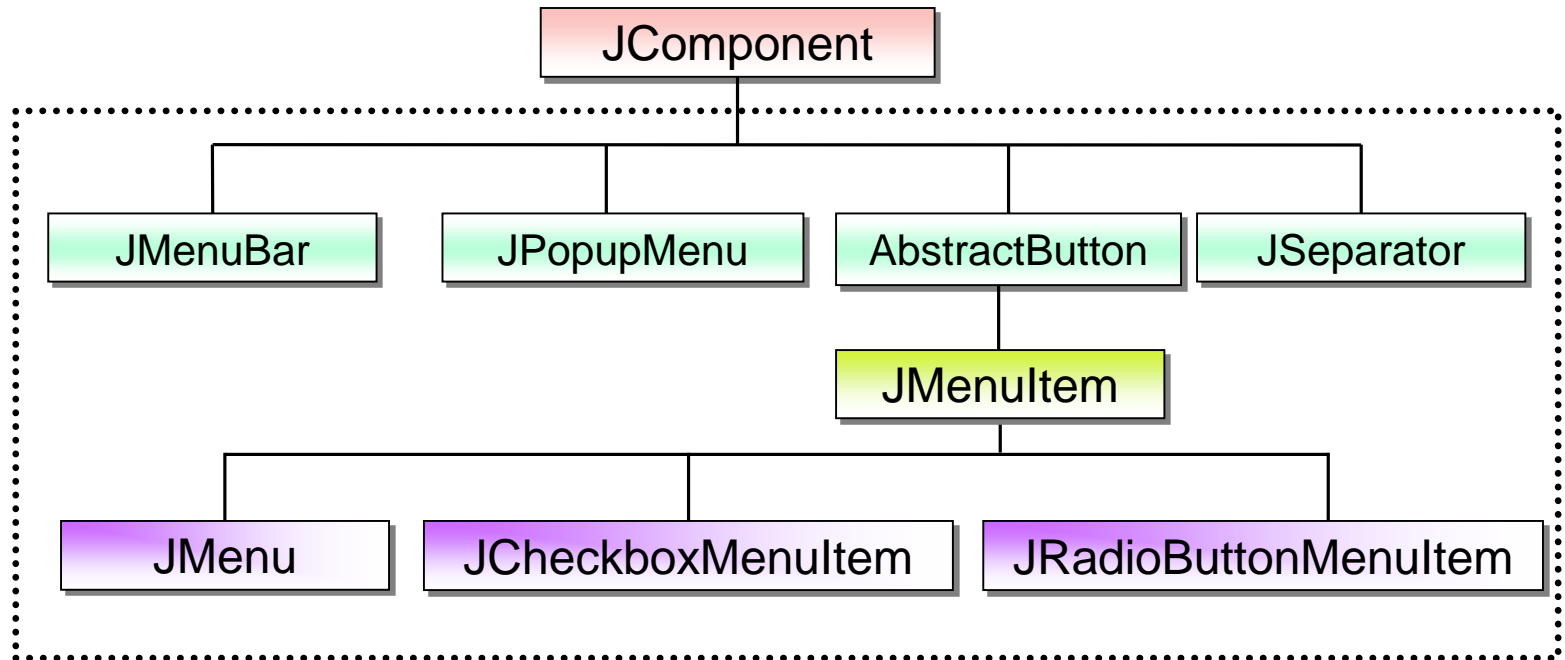 JComponent
JMenuBar
JPopupMenu
AbstractButton
JSeparator
JMenuItem
JMenu
JCheckboxMenuItem
JRadioButtonMenuItem